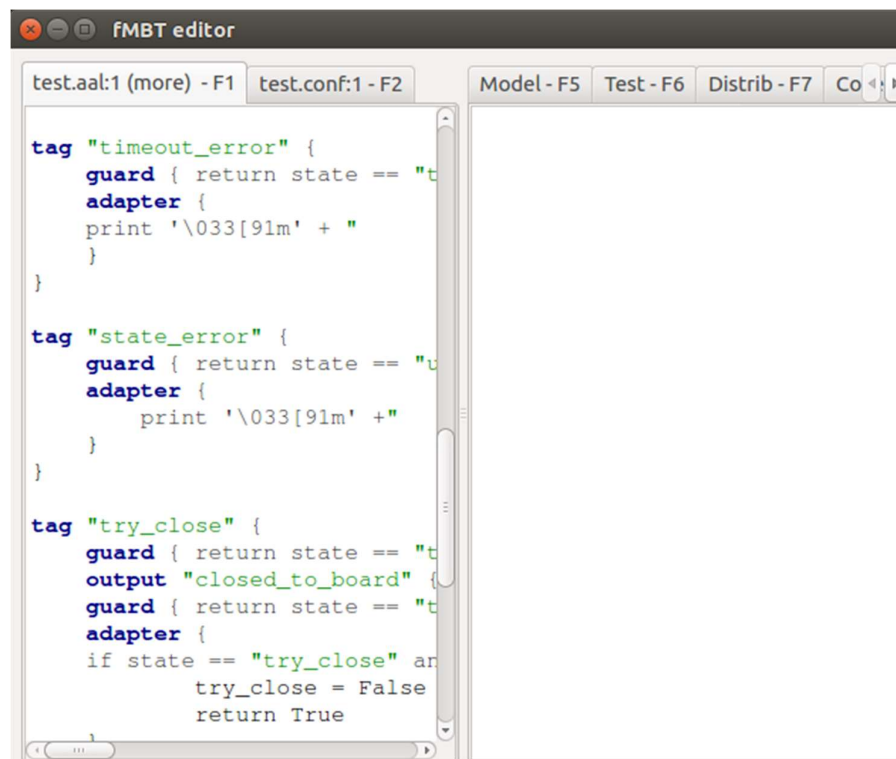 fMBT editor
test.aal:1 (more) - F1 test.conf:1 - F2 Model - F5 Test - F6 Distrib - F7 Co
tag "timeout_error" {
    guard { return state == "t
    adapter {
    print '\033[91m' + "
    }
}
tag "state_error" {
    guard { return state == "u
    adapter {
        print '\033[91m' +"
    }
}
tag "try_close" {
    guard { return state == "t
    output "closed_to_board" {
    guard { return state == "t
    adapter {
    if state == "try_close" an
            try_close = False
            return True
    }